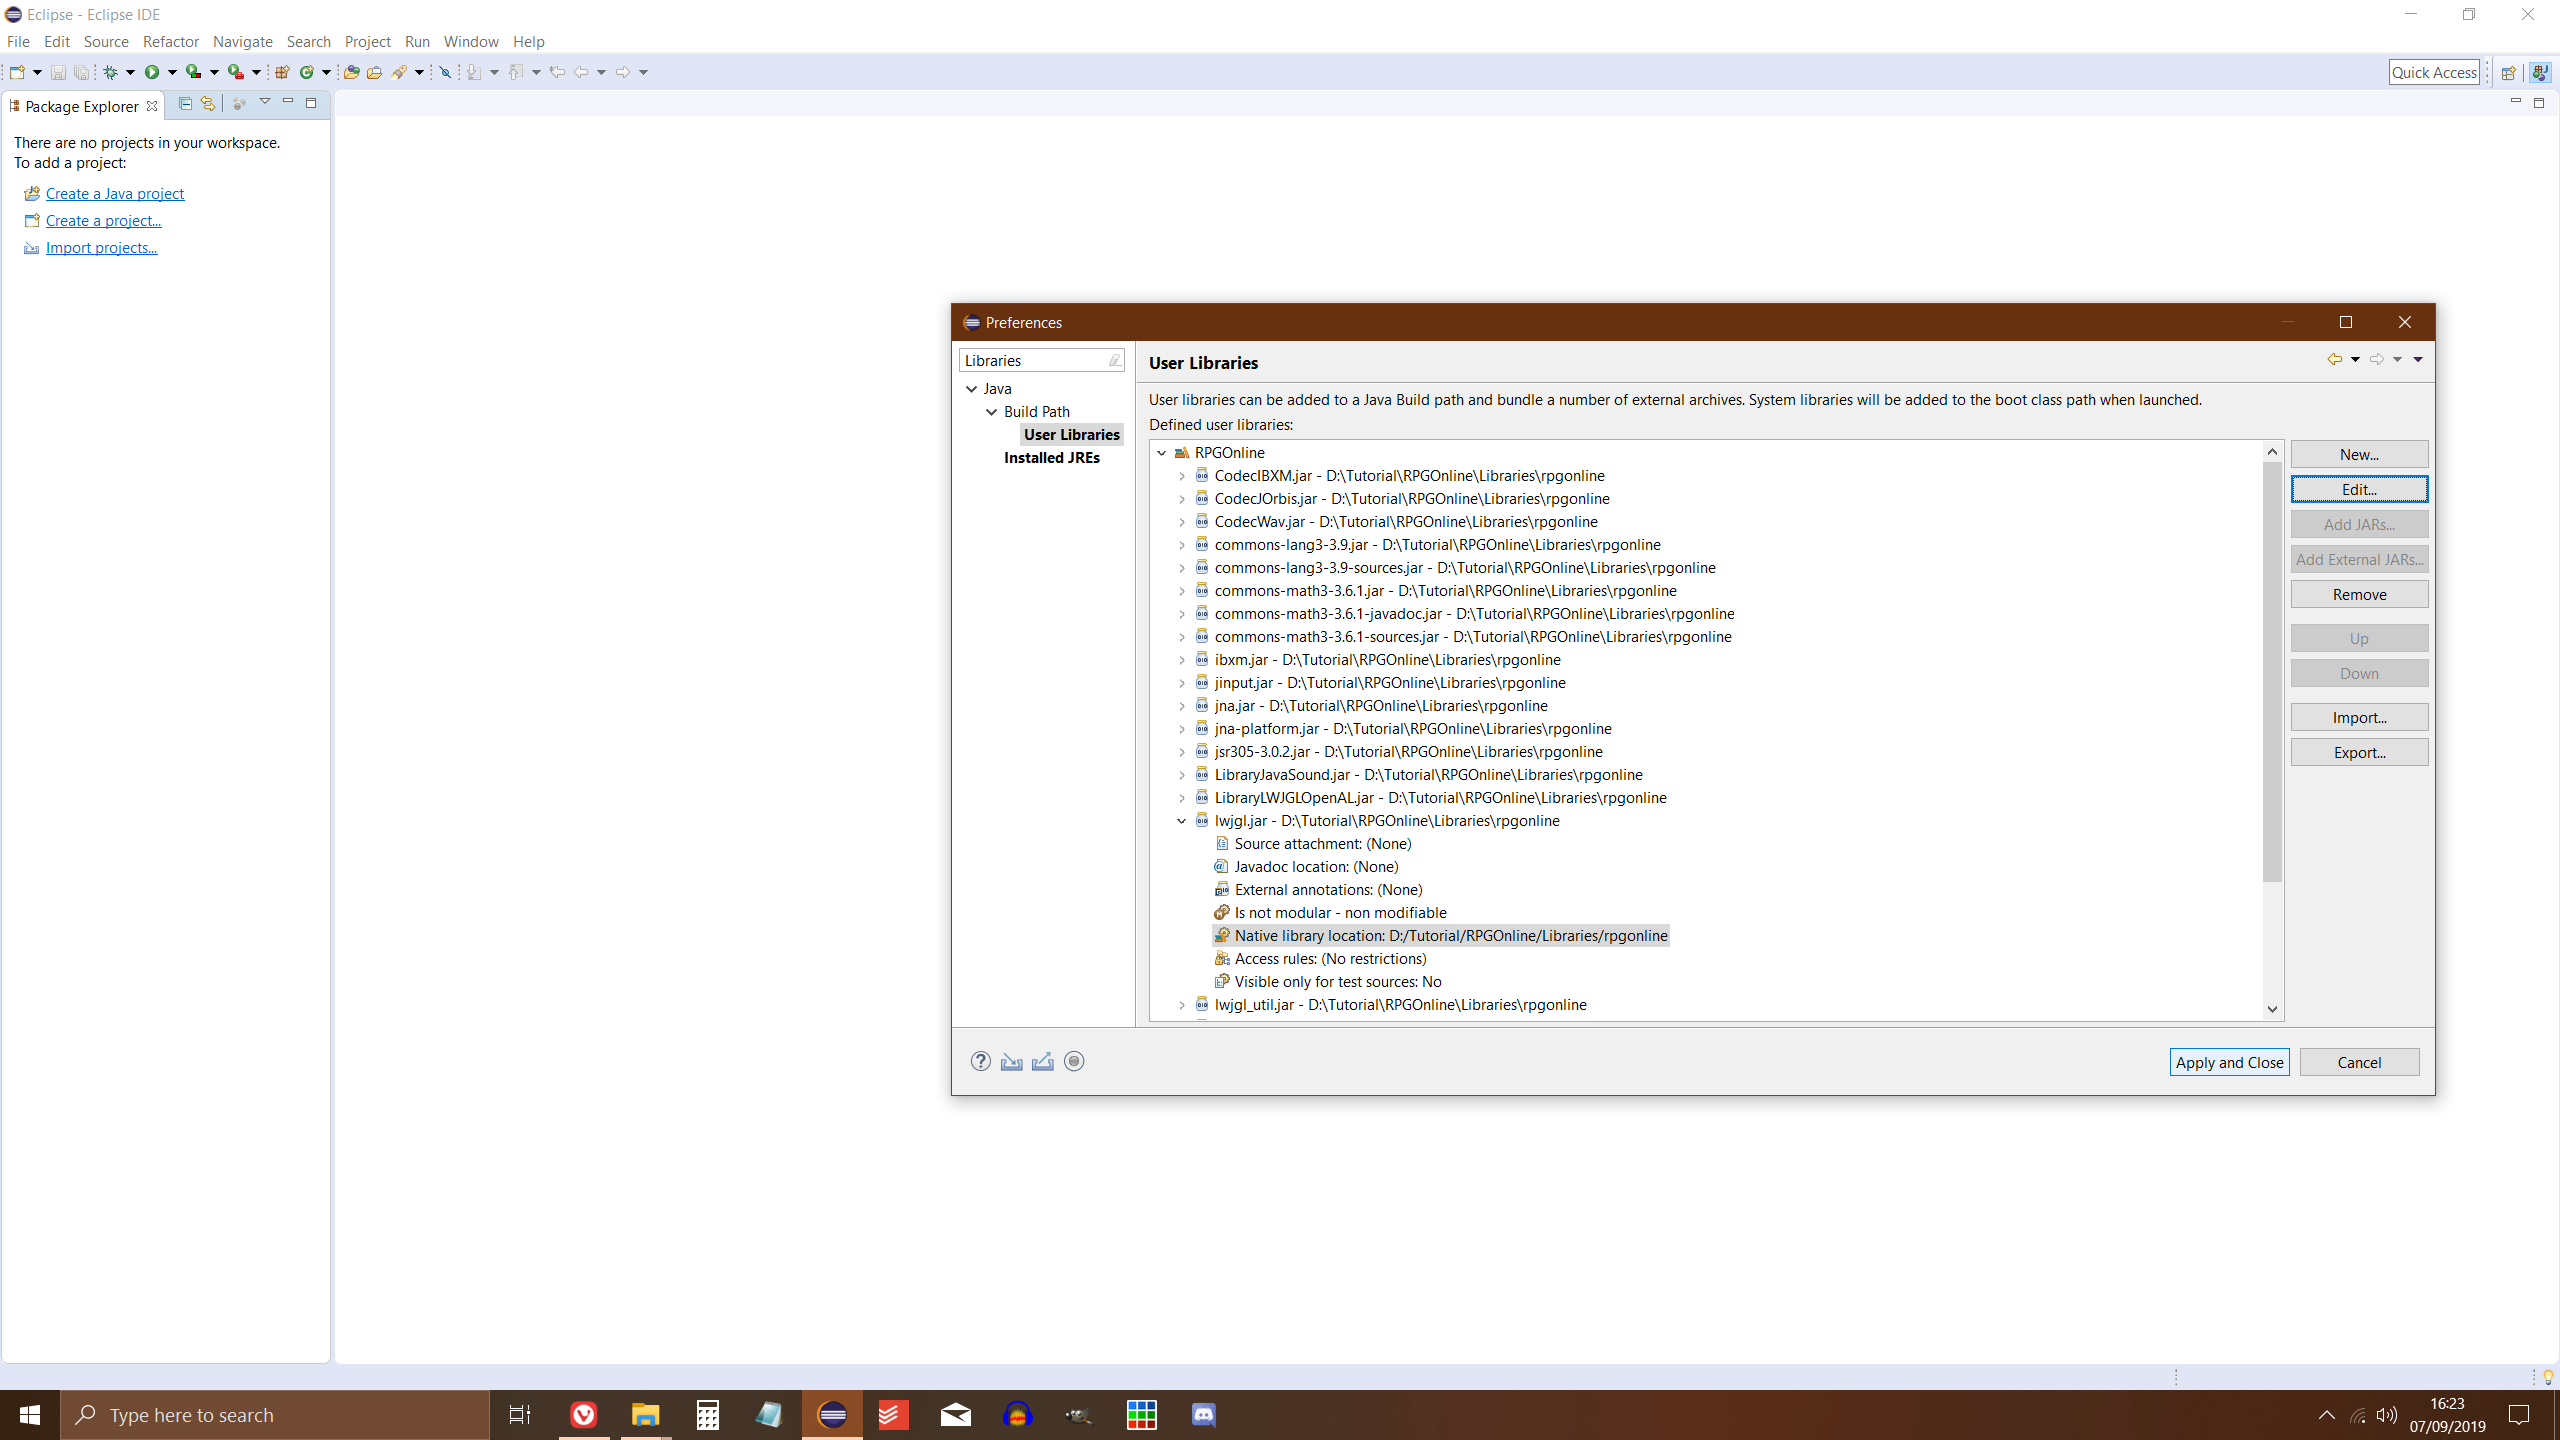 Eclipse - Eclipse IDE
File Edit Source Refactor Navigate Search Project Run Window Help
Quick Access
Package Explorer
There are no projects in your workspace.
To add a project:
Create a Java project
Create a project...
Import projects...
Preferences
Libraries
Java
Build Path
User Libraries
Installed JREs
User Libraries
User libraries can be added to a Java Build path and bundle a number of external archives. System libraries will be added to the boot class path when launched.
Defined user libraries:
RPGOnline
CodecIBXM.jar - D:\Tutorial\RPGOnline\Libraries\rpgonline
CodecJOrbis.jar - D:\Tutorial\RPGOnline\Libraries\rpgonline
CodecWav.jar - D:\Tutorial\RPGOnline\Libraries\rpgonline
commons-lang3-3.9.jar - D:\Tutorial\RPGOnline\Libraries\rpgonline
commons-lang3-3.9-sources.jar - D:\Tutorial\RPGOnline\Libraries\rpgonline
commons-math3-3.6.1.jar - D:\Tutorial\RPGOnline\Libraries\rpgonline
commons-math3-3.6.1-javadoc.jar - D:\Tutorial\RPGOnline\Libraries\rpgonline
commons-math3-3.6.1-sources.jar - D:\Tutorial\RPGOnline\Libraries\rpgonline
ibxm.jar - D:\Tutorial\RPGOnline\Libraries\rpgonline
jinput.jar - D:\Tutorial\RPGOnline\Libraries\rpgonline
jna.jar - D:\Tutorial\RPGOnline\Libraries\rpgonline
jna-platform.jar - D:\Tutorial\RPGOnline\Libraries\rpgonline
jsr305-3.0.2.jar - D:\Tutorial\RPGOnline\Libraries\rpgonline
LibraryJavaSound.jar - D:\Tutorial\RPGOnline\Libraries\rpgonline
LibraryLWJGLOpenAL.jar - D:\Tutorial\RPGOnline\Libraries\rpgonline
lwjgl.jar - D:\Tutorial\RPGOnline\Libraries\rpgonline
Source attachment: (None)
Javadoc location: (None)
External annotations: (None)
Is not modular - non modifiable
Native library location: D:/Tutorial/RPGOnline/Libraries/rpgonline
Access rules: (No restrictions)
Visible only for test sources: No
lwjgl_util.jar - D:\Tutorial\RPGOnline\Libraries\rpgonline
New...
Edit...
Add JARs...
Add External JARs...
Remove
Up
Down
Import...
Export...
Apply and Close
Cancel
Type here to search
16:23
07/09/2019